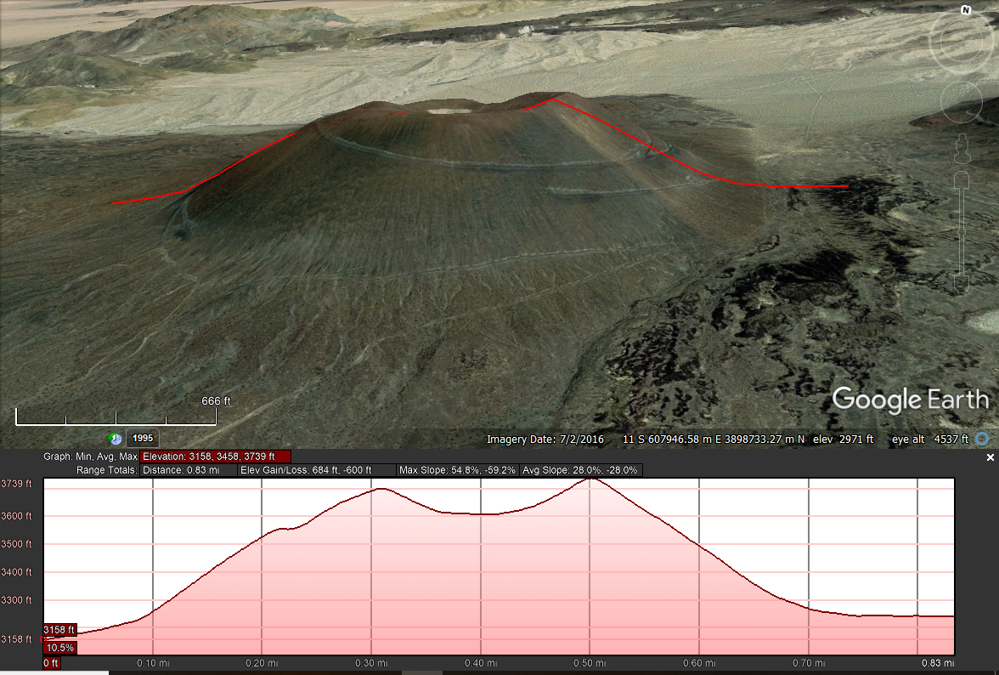 N
666 ft
1995
Google Earth
Imagery Date: 7/2/2016 11 S 607946.58 m E 3898733.27 m N elev 2971 ft eye alt 4537 ft
Graph: Min, Avg, Max Elevation: 3158, 3458, 3739 ft
Range Totals: Distance: 0.83 mi Elev Gain/Loss: 684 ft, -600 ft Max Slope: 54.8%, -59.2% Avg Slope: 28.0%, -28.0%
3739 ft
3600 ft
3500 ft
3400 ft
3300 ft
3158 ft
3158 ft
10.5%
0 ft
0.10 mi 0.20 mi 0.30 mi 0.40 mi 0.50 mi 0.60 mi 0.70 mi 0.83 mi